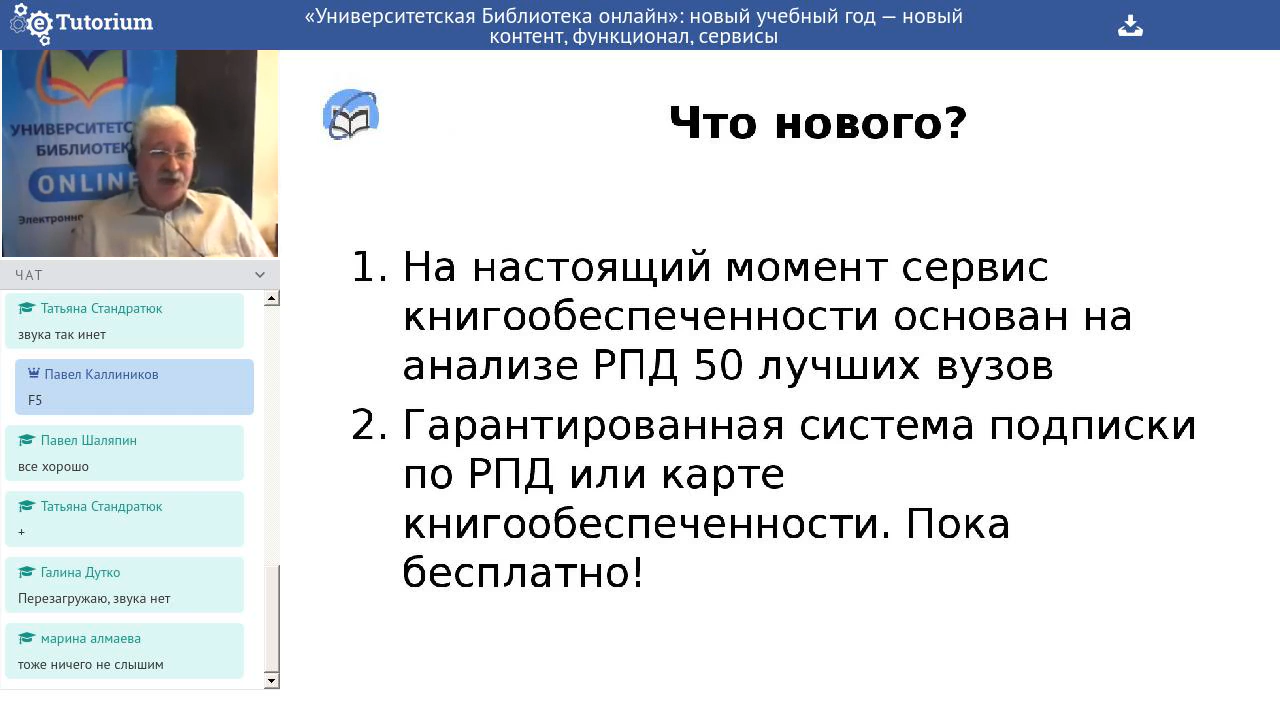 Tutorium
«Университетская Библиотека онлайн»: новый учебный год — новый
контент, функционал, сервисы
УНИВЕРСИТЕТС
БИБЛИОТЕК
ONLINE
Электронне
ЧАТ
Татьяна Стандратюк
звука так инет
Павел Каллиников
F5
Павел Шаляпин
все хорошо
Татьяна Стандратюк
+
Галина Дутко
Перезагружаю, звука нет
марина алмаева
тоже ничего не слышим
Что нового?
1. На настоящий момент сервис
книгообеспеченности основан на
анализе РПД 50 лучших вузов
2. Гарантированная система подписки
по РПД или карте
книгообеспеченности. Пока
бесплатно!